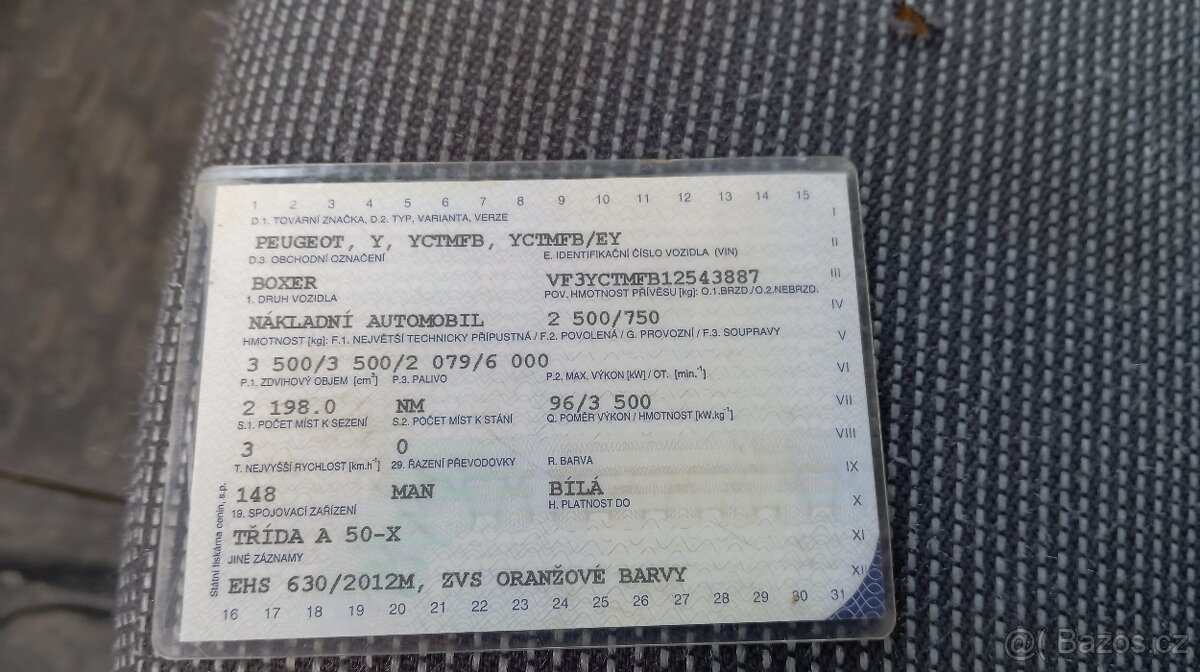 1 2 3 4 5 6 7 8 9 10 11 12 13 14 15
D.1. TOVÁRNÍ ZNAČKA, D.2. TYP, VARIANTA, VERZE I
PEUGEOT, Y, YCTMFB, YCTMFB/EY II
D.3. OBCHODNÍ OZNAČENÍ E. IDENTIFIKAČNÍ ČÍSLO VOZIDLA (VIN)
BOXER VF3YCTMFB12543887 III
1. DRUH VOZIDLA POV. HMOTNOST PŘÍVĚSU [kg]: O.1.BRZD./O.2.NEBRZD.
NÁKLADNÍ AUTOMOBIL 2 500/750 IV
HMOTNOST [kg]: F.1. NEJVĚTŠÍ TECHNICKY PŘÍPUSTNÁ / F.2. POVOLENÁ / G. PROVOZNÍ / F.3. SOUPRAVY V
3 500/3 500/2 079/6 000 VI
P.1. ZDVIHOVÝ OBJEM [cm³] P.3. PALIVO P.2. MAX. VÝKON [kW] / OT. [min.⁻¹]
2 198.0 NM 96/3 500 VII
S.1. POČET MÍST K SEZENÍ S.2. POČET MÍST K STÁNÍ Q. POMĚR VÝKON / HMOTNOST [kW.kg⁻¹]
3 0 VIII
T. NEJVYŠŠÍ RYCHLOST [km.h⁻¹] 29. ŘAZENÍ PŘEVODOVKY R. BARVA IX
148 MAN BÍLÁ
19. SPOJOVACÍ ZAŘÍZENÍ H. PLATNOST DO X
TŘÍDA A 50-X XI
JINÉ ZÁZNAMY
EHS 630/2012M, ZVS ORANŽOVÉ BARVY XII
16 17 18 19 20 21 22 23 24 25 26 27 28 29 30 31
Státní tiskárna cenin, s.p.
@( Bazos.cz